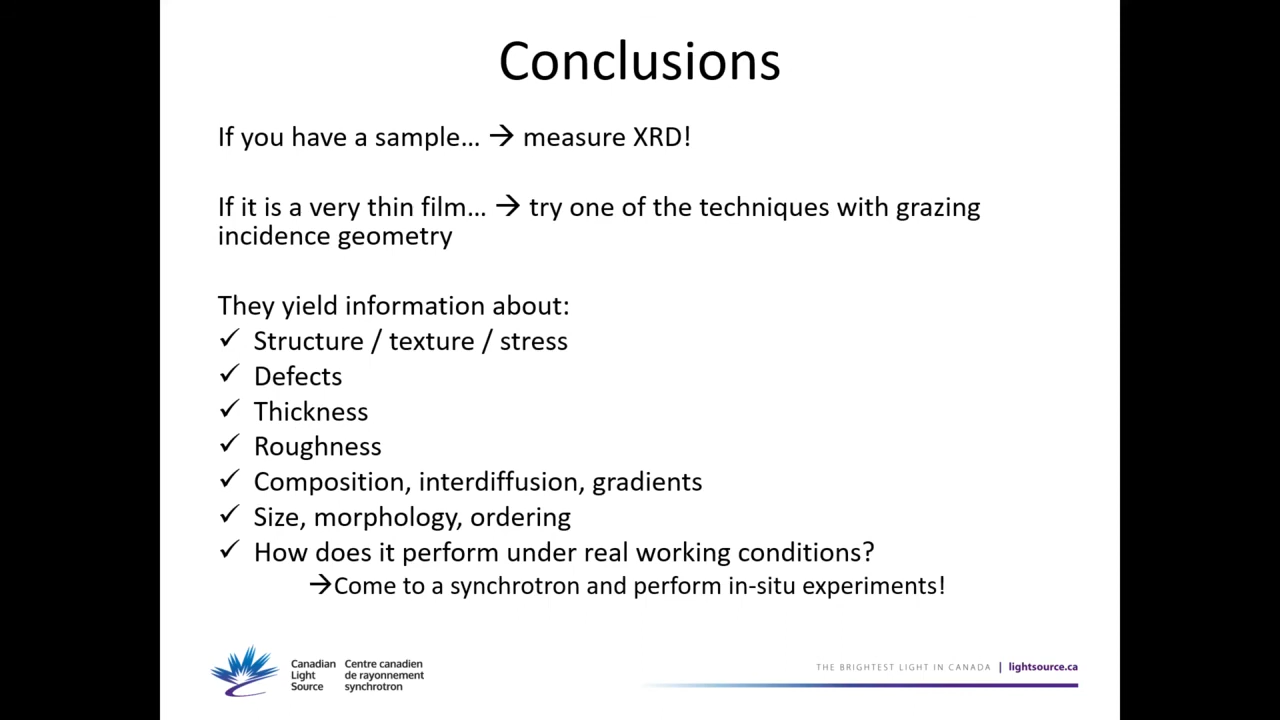 Conclusions
If you have a sample… → measure XRD!
If it is a very thin film… → try one of the techniques with grazing
incidence geometry
They yield information about:
✓ Structure / texture / stress
✓ Defects
✓ Thickness
✓ Roughness
✓ Composition, interdiffusion, gradients
✓ Size, morphology, ordering
✓ How does it perform under real working conditions?
→Come to a synchrotron and perform in-situ experiments!
Canadian
Light
Source
Centre canadien
de rayonnement
synchrotron
THE BRIGHTEST LIGHT IN CANADA | lightsource.ca